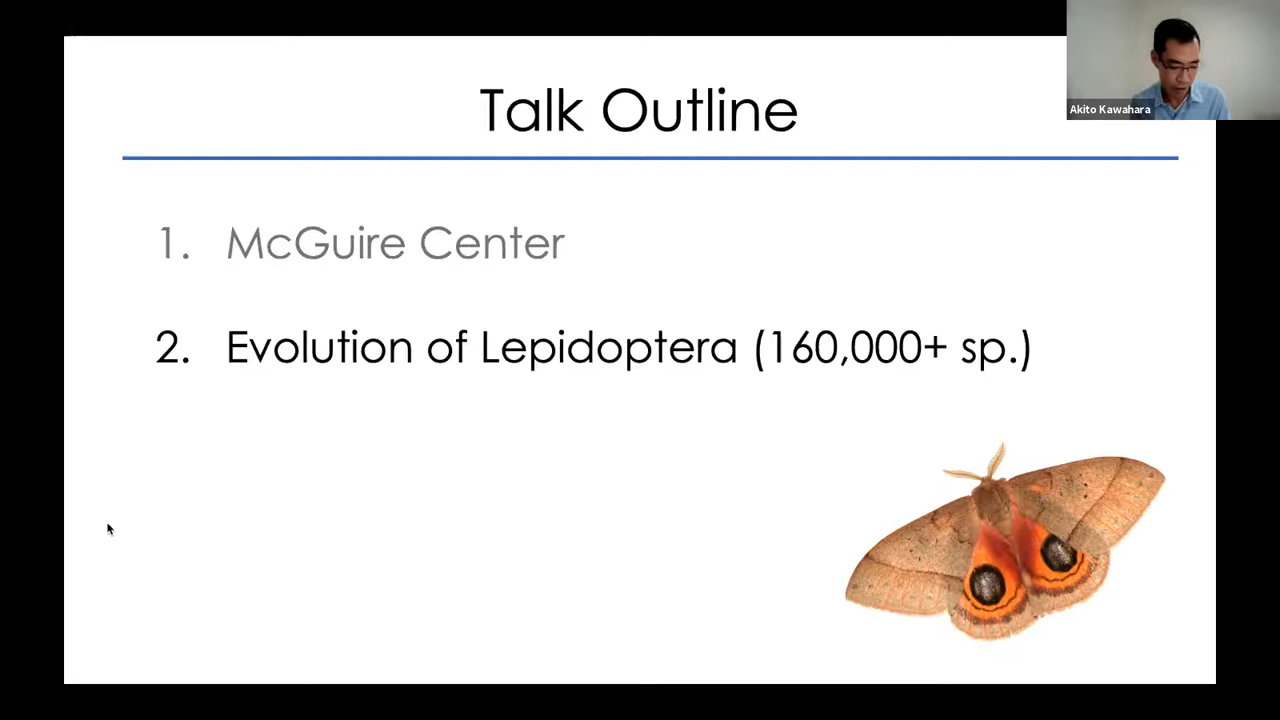 Talk Outline
Akito Kawahara
1. McGuire Center
2. Evolution of Lepidoptera (160,000+ sp.)